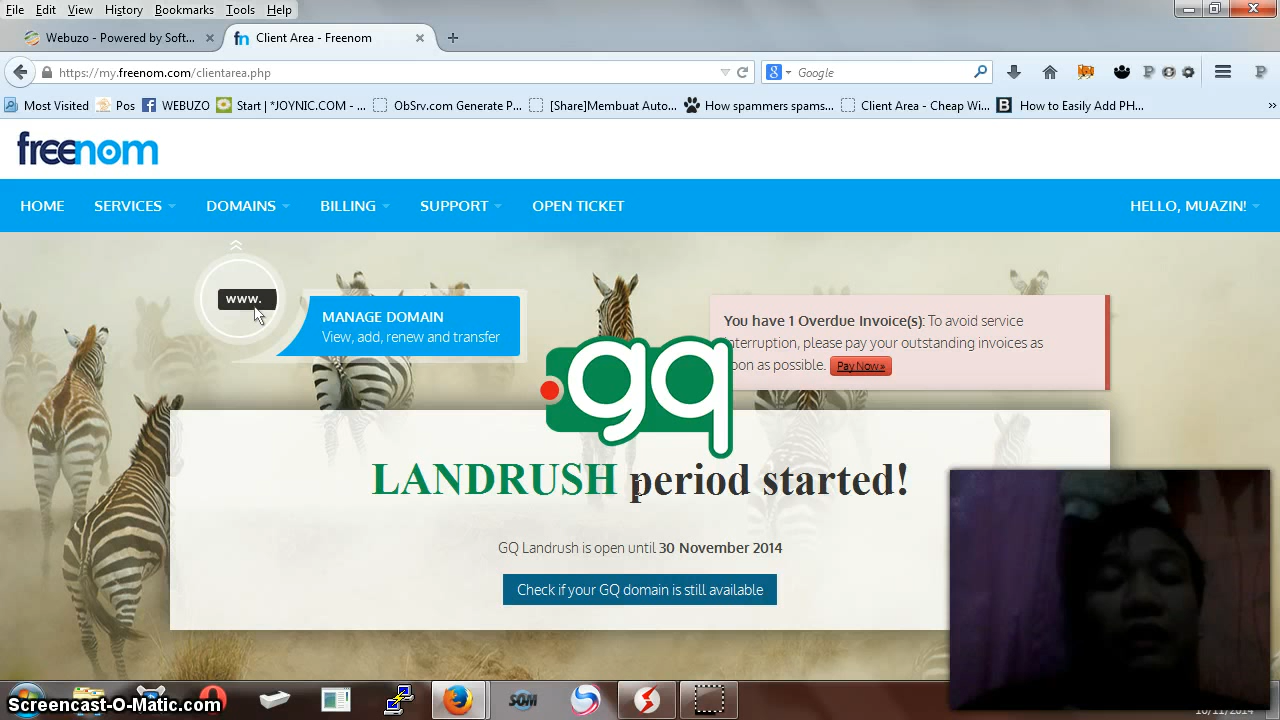 File Edit View History Bookmarks Tools Help
Webuzo - Powered by Soft... × fn Client Area - Freenom × +
https://my.freenom.com/clientarea.php
8 Google
Most Visited Pos WEBUZO Start | *JOYNIC.COM - ... ObSrv.com Generate P... [Share]Membuat Auto... How spammers spams... Client Area - Cheap Wi... B How to Easily Add PH... »
freenom
HOME SERVICES DOMAINS BILLING SUPPORT OPEN TICKET HELLO, MUAZIN!
www.
MANAGE DOMAIN
View, add, renew and transfer
You have 1 Overdue Invoice(s): To avoid service
interruption, please pay your outstanding invoices as
soon as possible. Pay Now »
.gq
LANDRUSH period started!
GQ Landrush is open until 30 November 2014
Check if your GQ domain is still available
SOM
Screencast-O-Matic.com